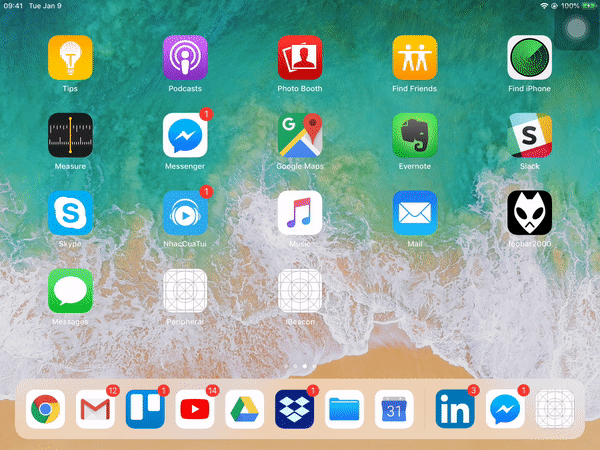 09:41 Tue Jan 9 100%
Tips Podcasts Photo Booth Find Friends Find iPhone
1
G
Measure Messenger Google Maps Evernote Slack
1
Skype NhacCuaTui Music Mail foobar2000
Messages Peripheral iBeacon
12 1 14 1 3 1
31 in